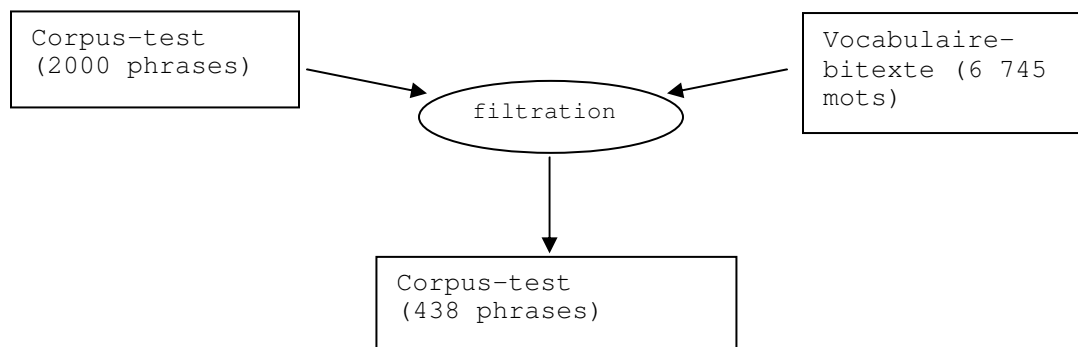 Corpus-test
(2000 phrases)
Vocabulaire-
bitexte (6 745
mots)
filtration
Corpus-test
(438 phrases)